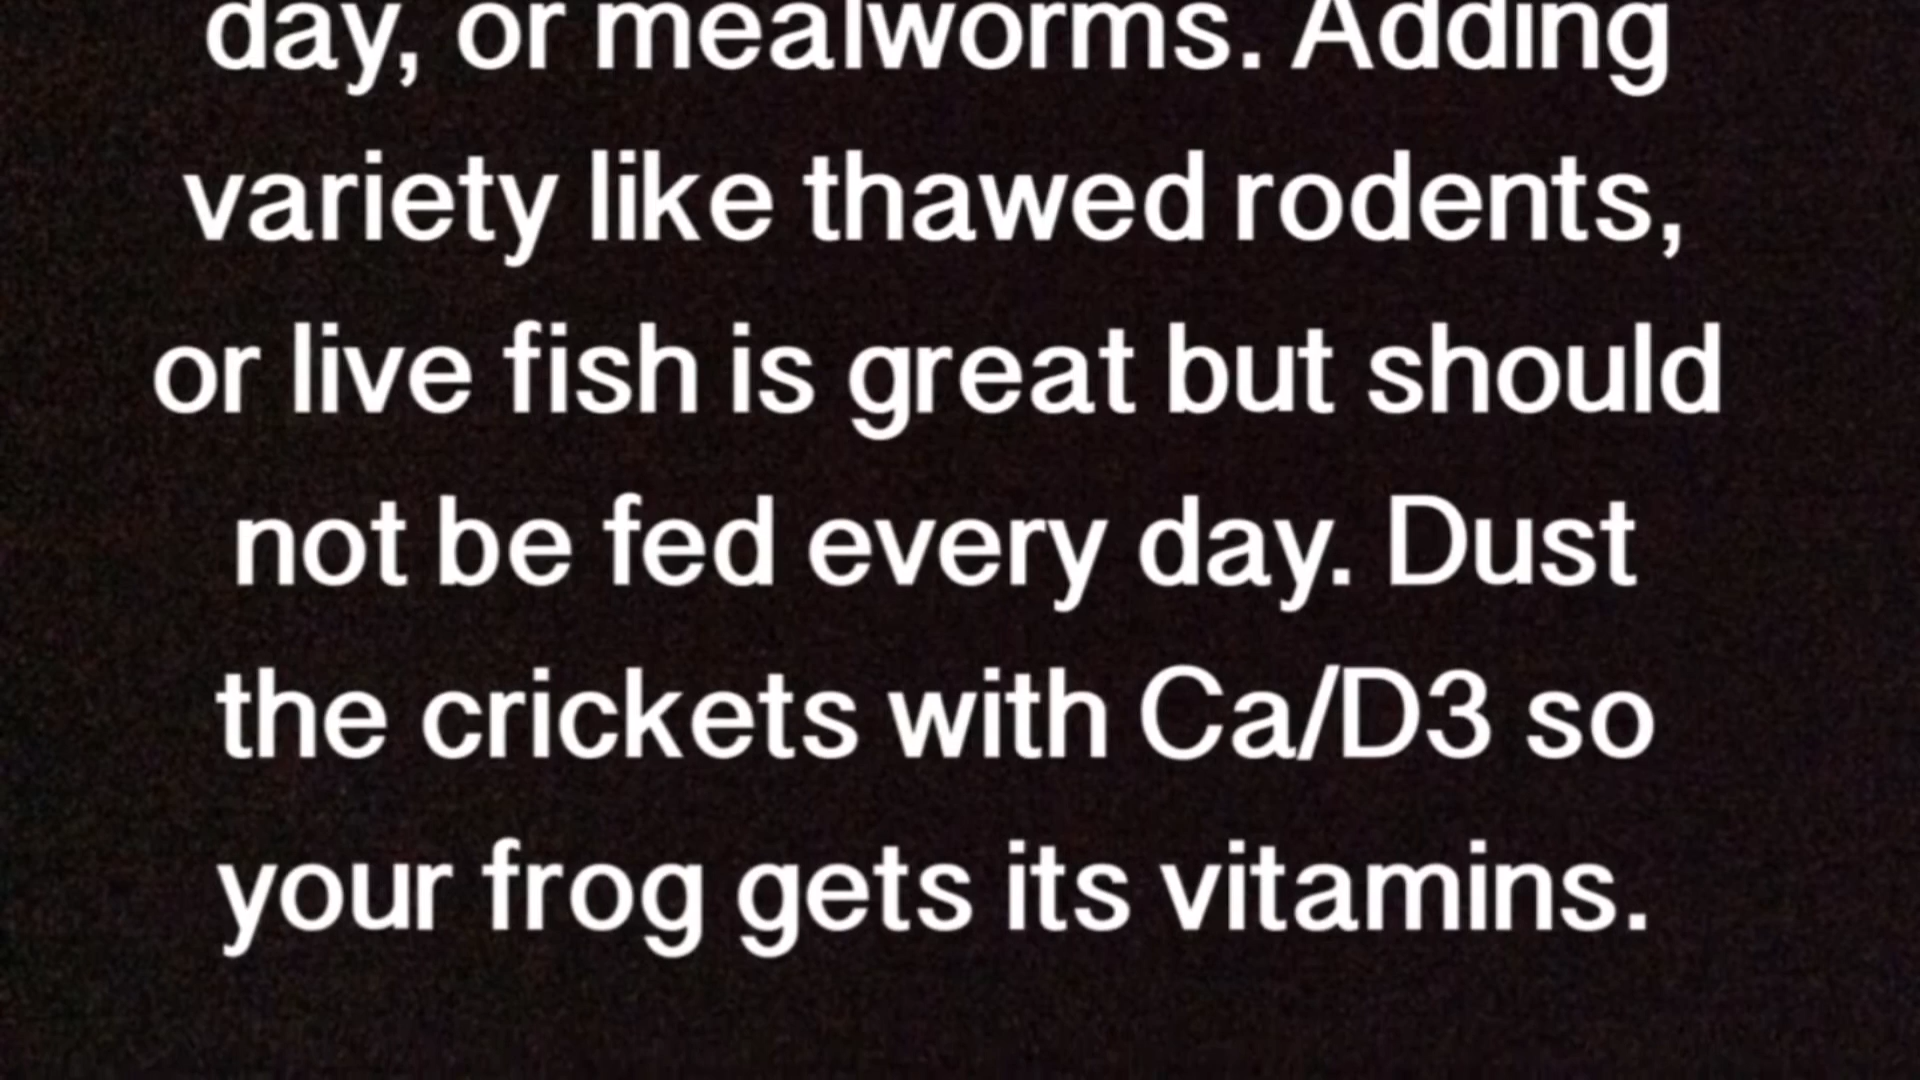 day, or mealworms. Adding
variety like thawed rodents,
or live fish is great but should
not be fed every day. Dust
the crickets with Ca/D3 so
your frog gets its vitamins.